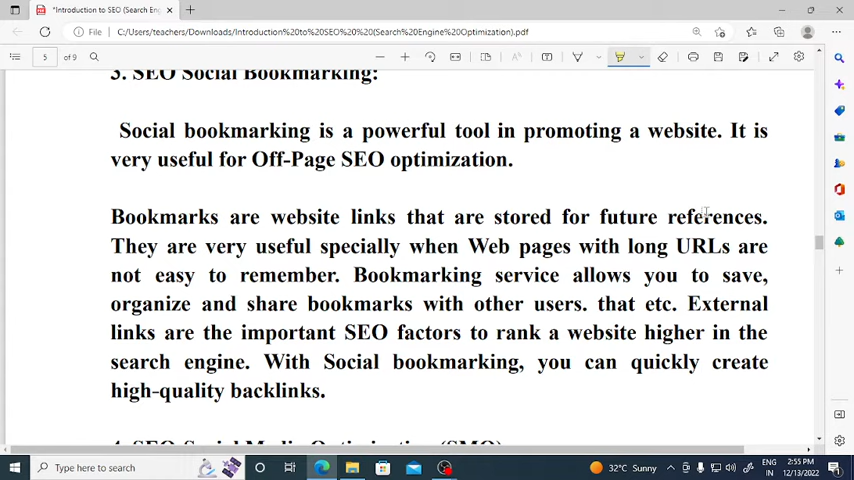 *Introduction to SEO (Search Eng
File
C:/Users/teachers/Downloads/Introduction%20to%20SEO%20%20(Search%20Engine%20Optimization).pdf
5 of 9
3. SEO Social Bookmarking:
Social bookmarking is a powerful tool in promoting a website. It is
very useful for Off-Page SEO optimization.
Bookmarks are website links that are stored for future references.
They are very useful specially when Web pages with long URLs are
not easy to remember. Bookmarking service allows you to save,
organize and share bookmarks with other users. that etc. External
links are the important SEO factors to rank a website higher in the
search engine. With Social bookmarking, you can quickly create
high-quality backlinks.
4. SEO Social Media Optimization (SMO)
Type here to search
32°C Sunny
ENG
IN
2:55 PM
12/13/2022